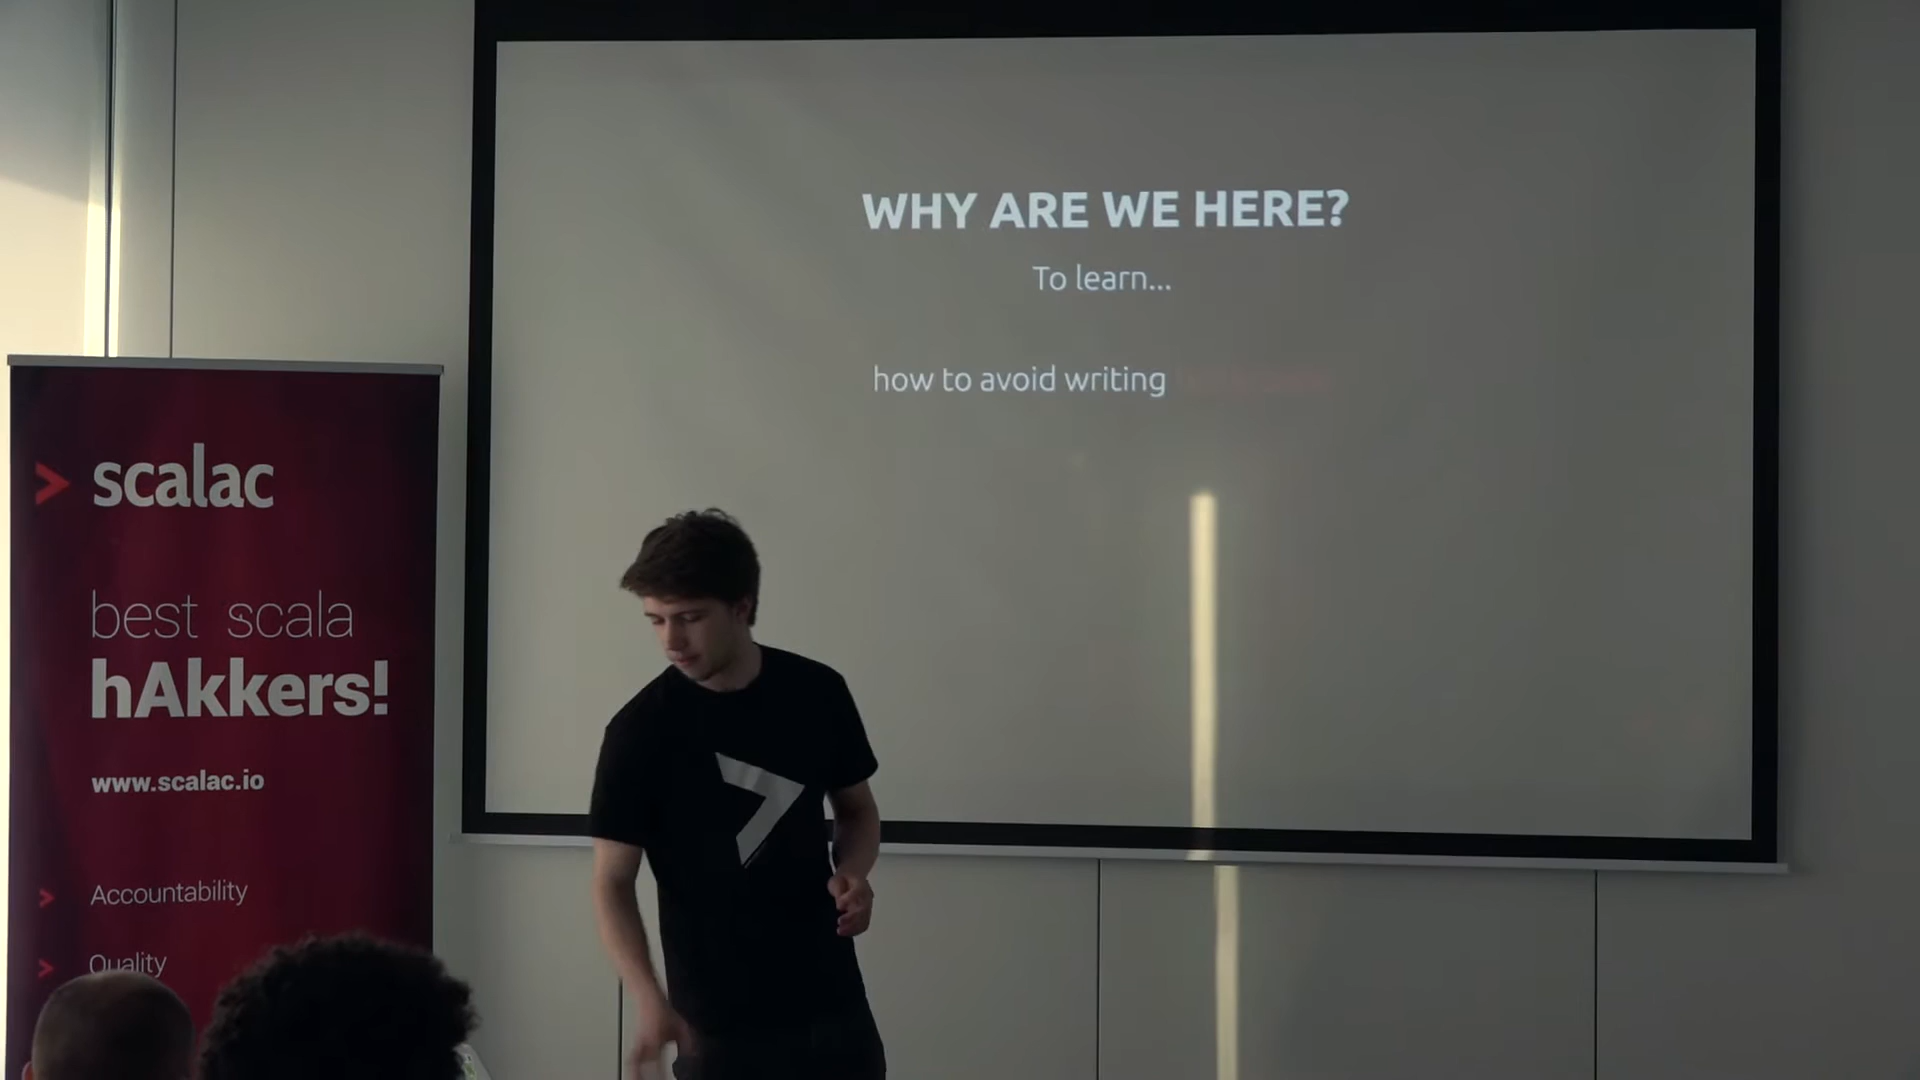 WHY ARE WE HERE?
To learn...
how to avoid writing
scalac
best scala
hAkkers!
www.scalac.io
Accountability
Quality